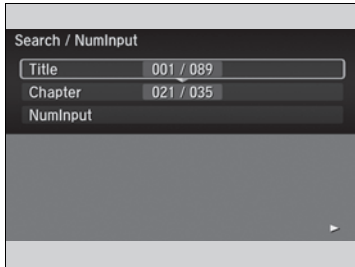 Search / NumInput
Title 001 / 089
Chapter 021 / 035
NumInput